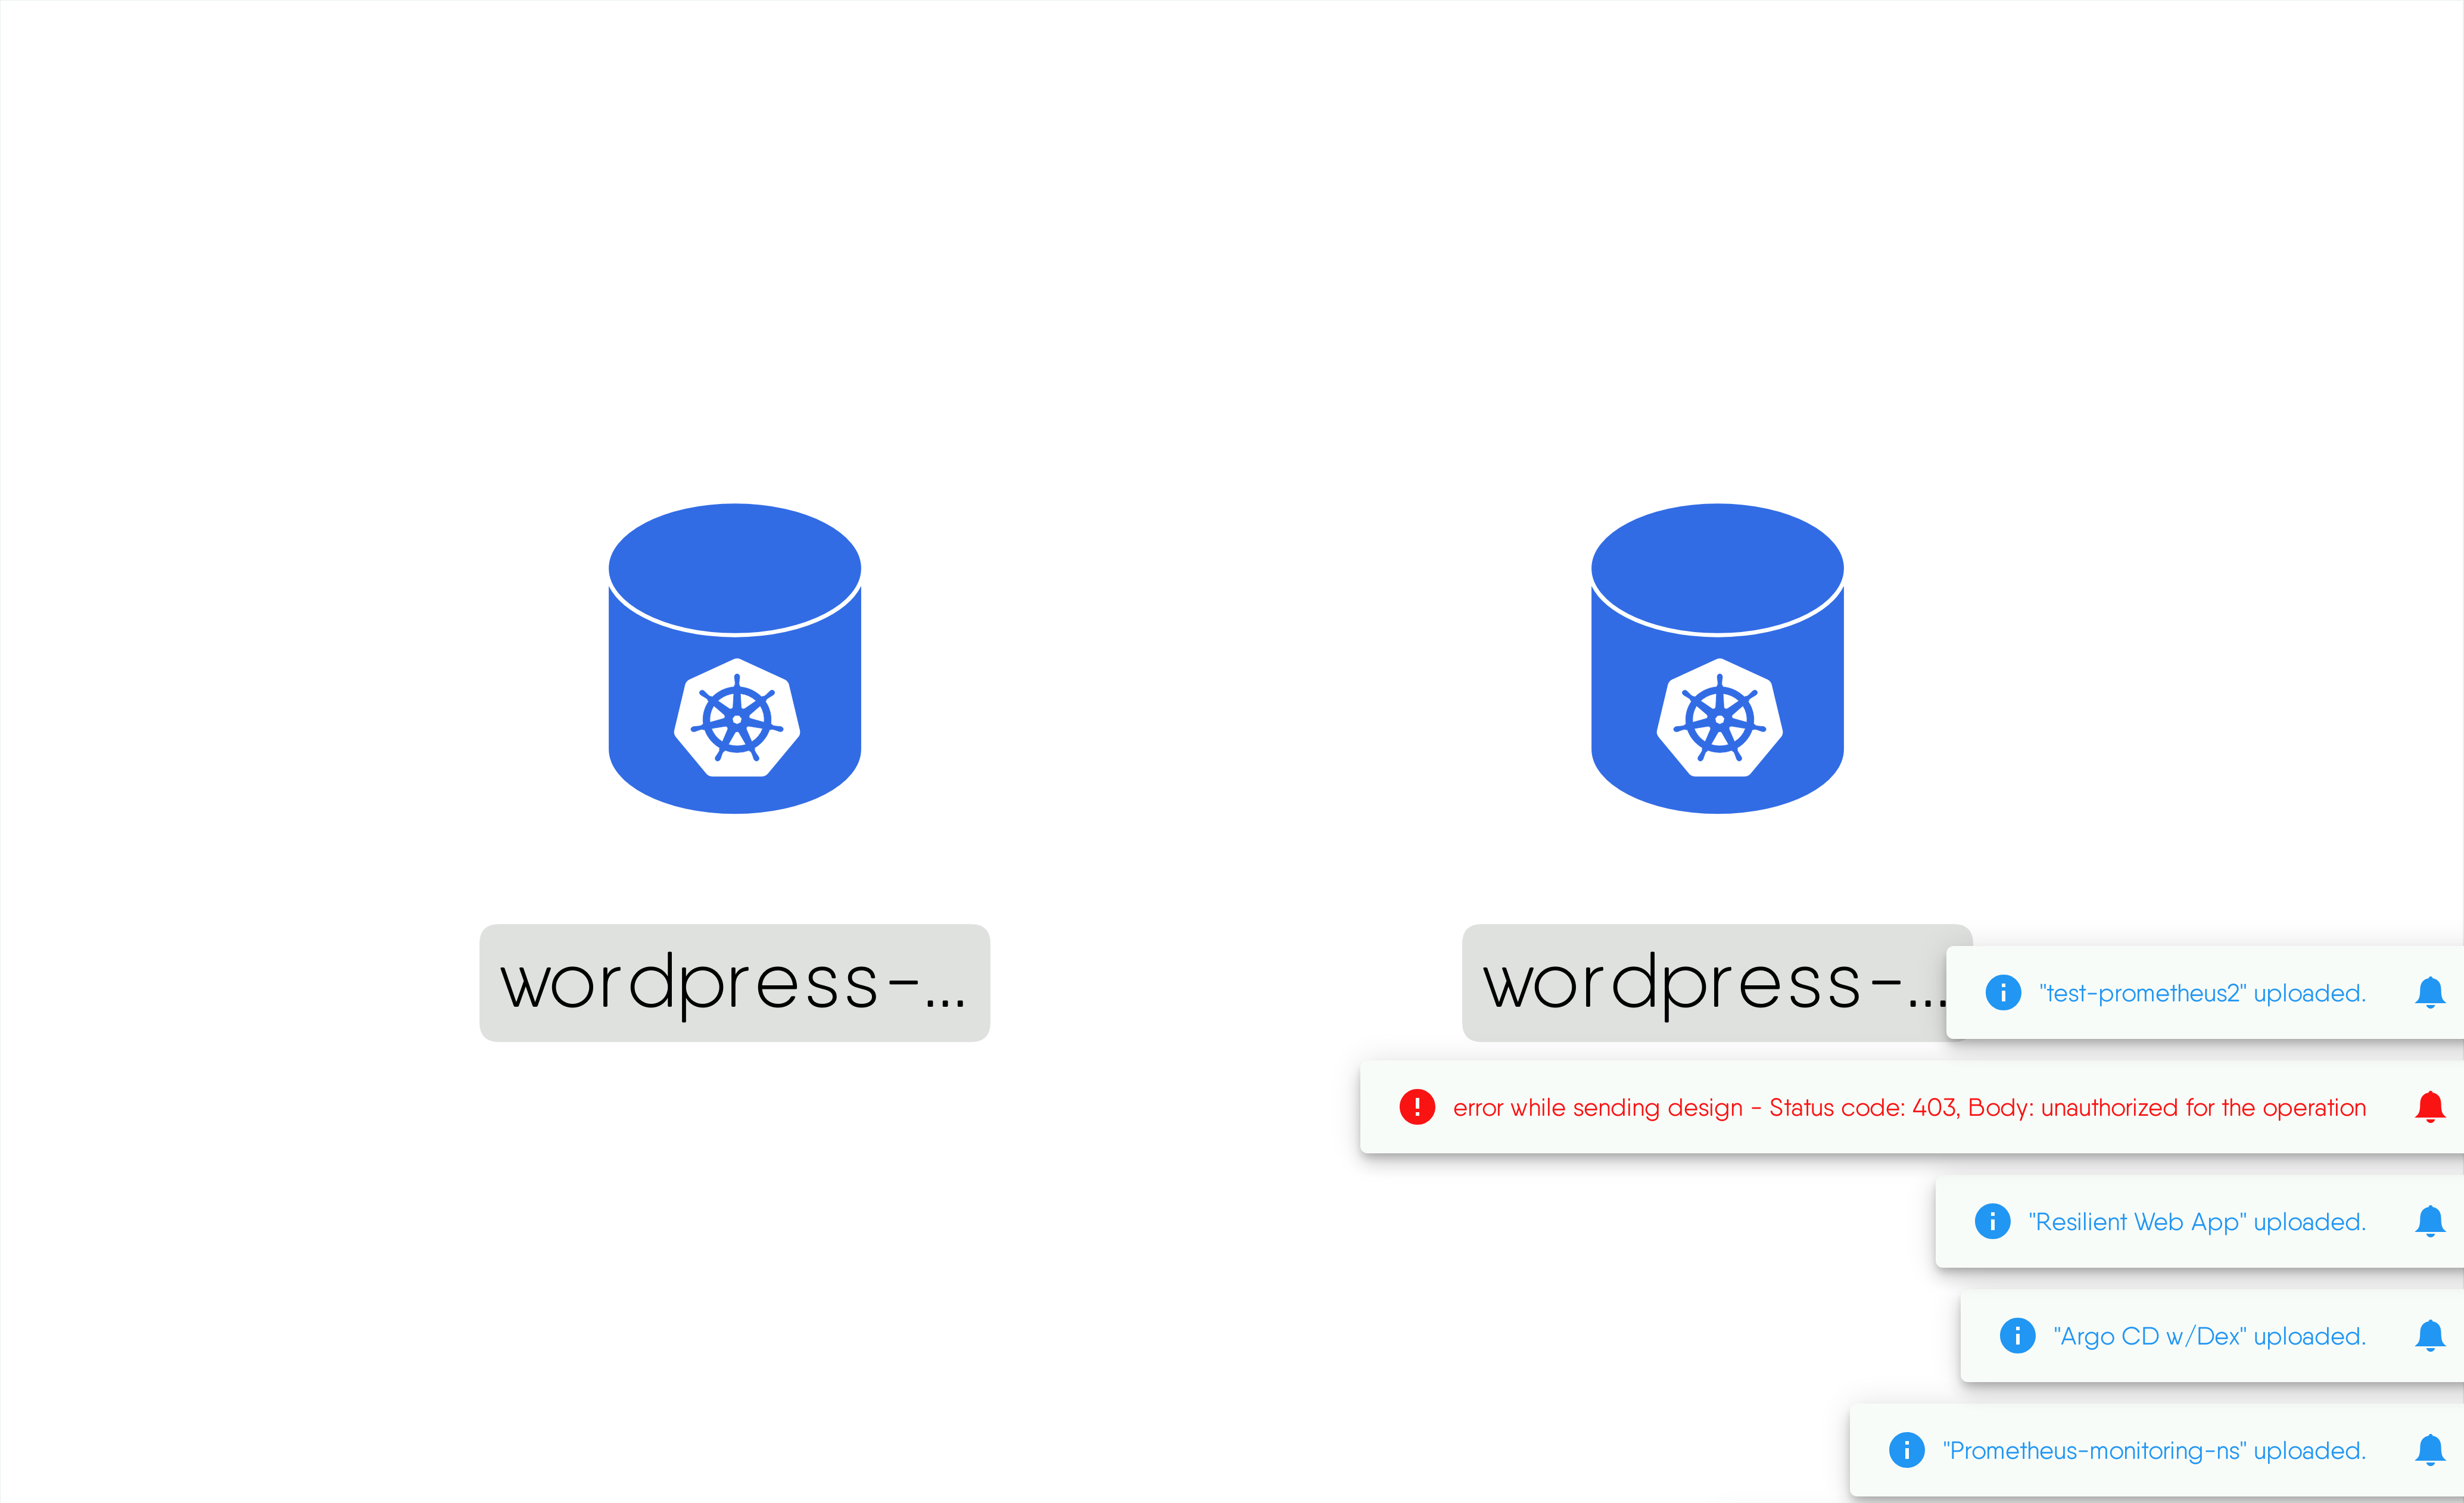 wordpress-...
wordpress-...
"test-prometheus2" uploaded.
error while sending design - Status code: 403, Body: unauthorized for the operation
"Resilient Web App" uploaded.
"Argo CD w/Dex" uploaded.
"Prometheus-monitoring-ns" uploaded.